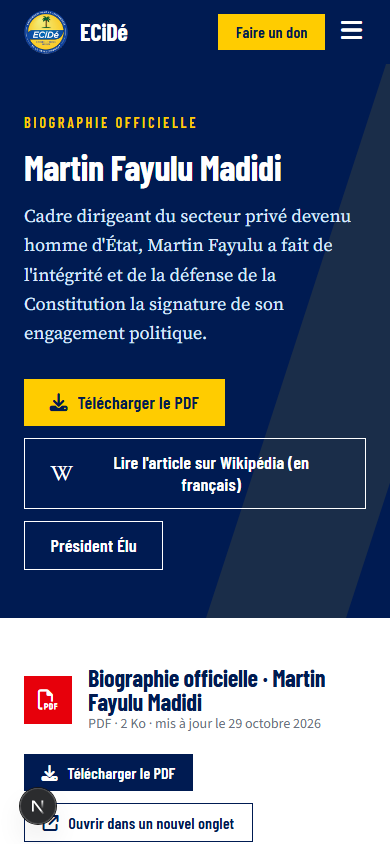 ECiDé
ECiDé
Faire un don
BIOGRAPHIE OFFICIELLE
Martin Fayulu Madidi
Cadre dirigeant du secteur privé devenu
homme d'État, Martin Fayulu a fait de
l'intégrité et de la défense de la
Constitution la signature de son
engagement politique.
Télécharger le PDF
W
Lire l'article sur Wikipédia (en
français)
Président Élu
PDF
Biographie officielle · Martin
Fayulu Madidi
PDF · 2 Ko · mis à jour le 29 octobre 2026
Télécharger le PDF
N
Ouvrir dans un nouvel onglet